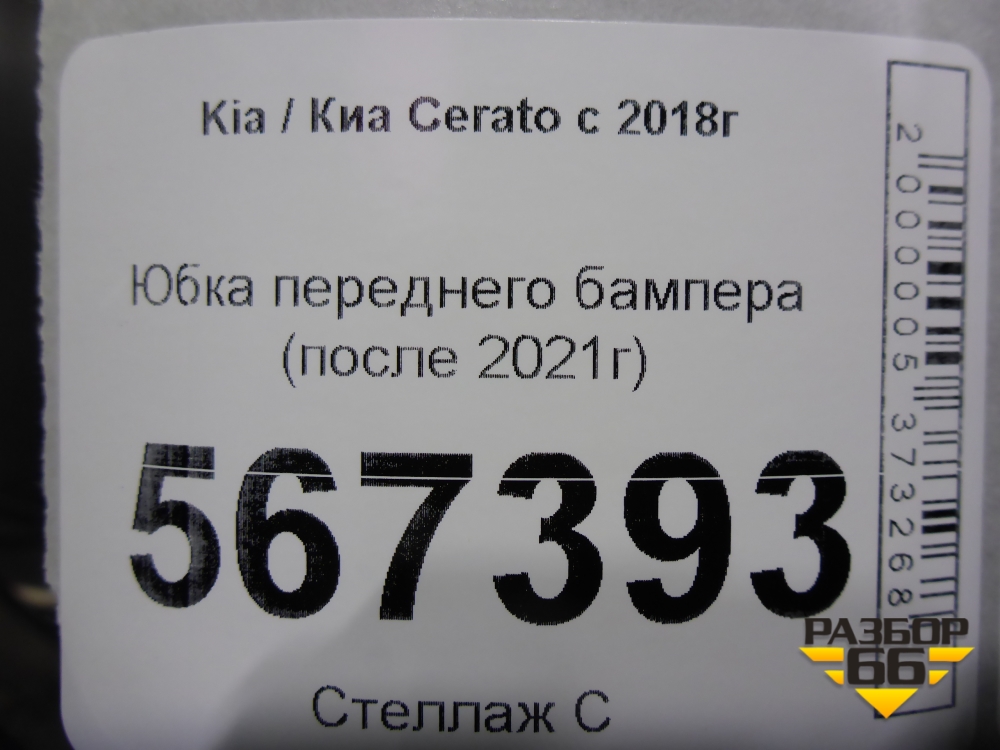 Kia / Киа Cerato с 2018г
Юбка переднего бампера
(после 2021г)
567393
Стеллаж С
2000005373268
РАЗБОР
66